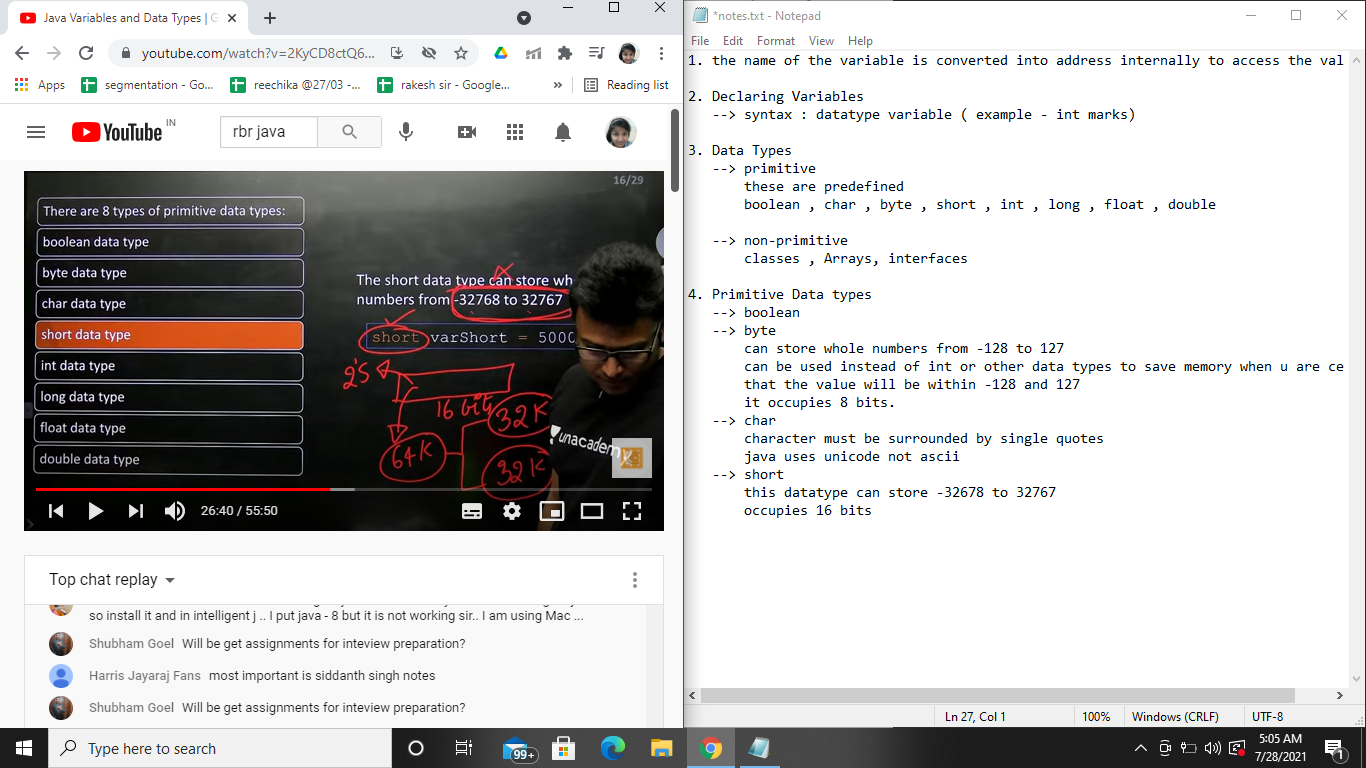 Java Variables and Data Types | G
youtube.com/watch?v=2KyCD8ctQ6...
Apps
segmentation - Go...
reechika @27/03 -...
rakesh sir - Google...
»
Reading list
YouTube IN
rbr java
16/29
There are 8 types of primitive data types:
boolean data type
byte data type
char data type
short data type
int data type
long data type
float data type
double data type
The short data type can store wh
numbers from -32768 to 32767
short varShort = 5000
2's
16 bits
64K
32K
32K
unacademy
26:40 / 55:50
Top chat replay
so install it and in intelligent j .. I put java - 8 but it is not working sir.. I am using Mac ...
Shubham Goel Will be get assignments for inteview preparation?
Harris Jayaraj Fans most important is siddanth singh notes
Shubham Goel Will be get assignments for inteview preparation?
*notes.txt - Notepad
File Edit Format View Help
1. the name of the variable is converted into address internally to access the val
2. Declaring Variables
--> syntax : datatype variable ( example - int marks)
3. Data Types
--> primitive
these are predefined
boolean , char , byte , short , int , long , float , double
--> non-primitive
classes , Arrays, interfaces
4. Primitive Data types
--> boolean
--> byte
can store whole numbers from -128 to 127
can be used instead of int or other data types to save memory when u are ce
that the value will be within -128 and 127
it occupies 8 bits.
--> char
character must be surrounded by single quotes
java uses unicode not ascii
--> short
this datatype can store -32678 to 32767
occupies 16 bits
Ln 27, Col 1
100%
Windows (CRLF)
UTF-8
Type here to search
99+
5:05 AM
7/28/2021
1